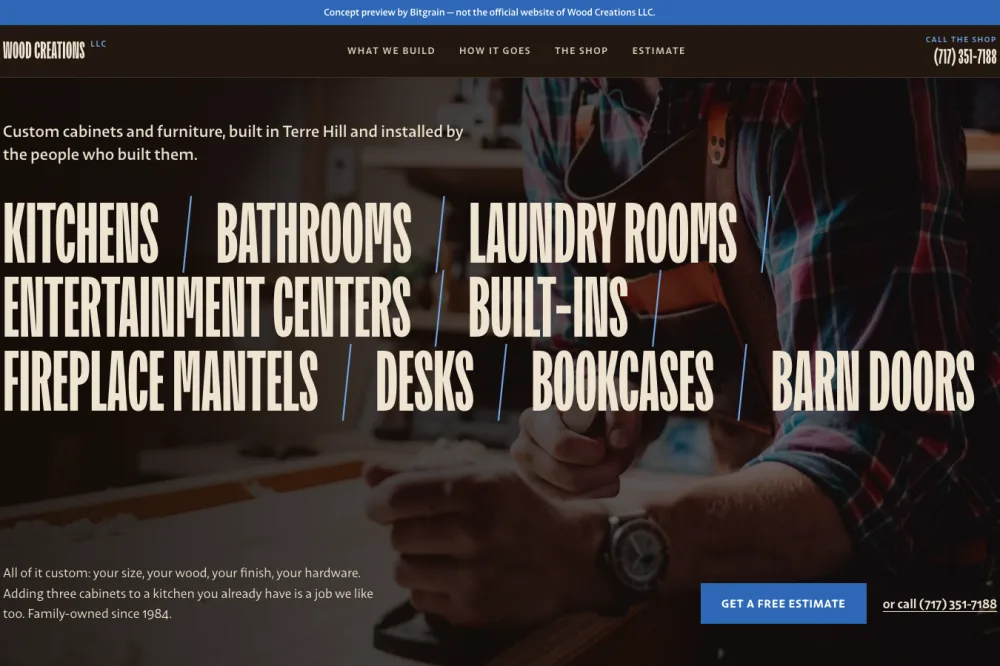 Concept preview by Bitgrain — not the official website of Wood Creations LLC.
WOOD CREATIONS LLC
WHAT WE BUILD
HOW IT GOES
THE SHOP
ESTIMATE
CALL THE SHOP
(717) 351-7188
Custom cabinets and furniture, built in Terre Hill and installed by
the people who built them.
KITCHENS / BATHROOMS / LAUNDRY ROOMS /
ENTERTAINMENT CENTERS / BUILT-INS /
FIREPLACE MANTELS / DESKS / BOOKCASES / BARN DOORS
All of it custom: your size, your wood, your finish, your hardware.
Adding three cabinets to a kitchen you already have is a job we like
too. Family-owned since 1984.
GET A FREE ESTIMATE
or call (717) 351-7188